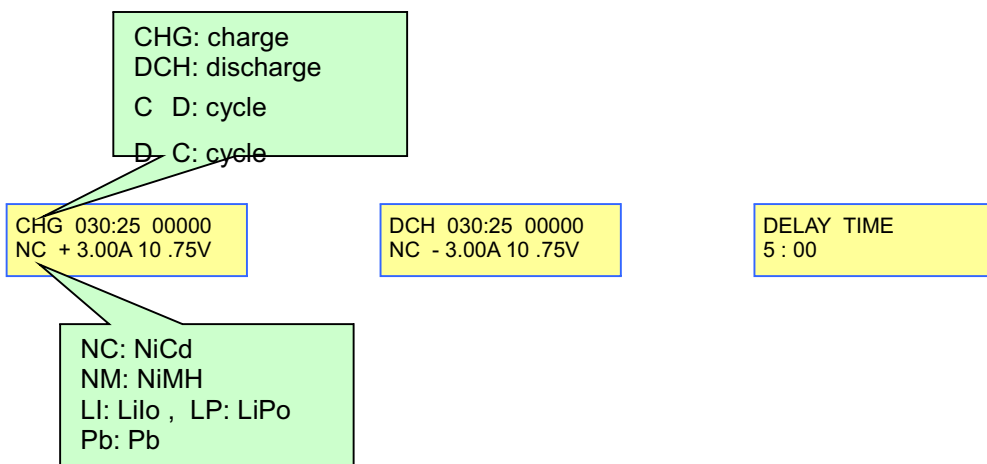 CHG: charge
DCH: discharge
C D: cycle
D C: cycle
CHG 030:25 00000
NC + 3.00A 10 .75V
DCH 030:25 00000
NC - 3.00A 10 .75V
DELAY TIME
5 : 00
NC: NiCd
NM: NiMH
LI: LiIo , LP: LiPo
Pb: Pb